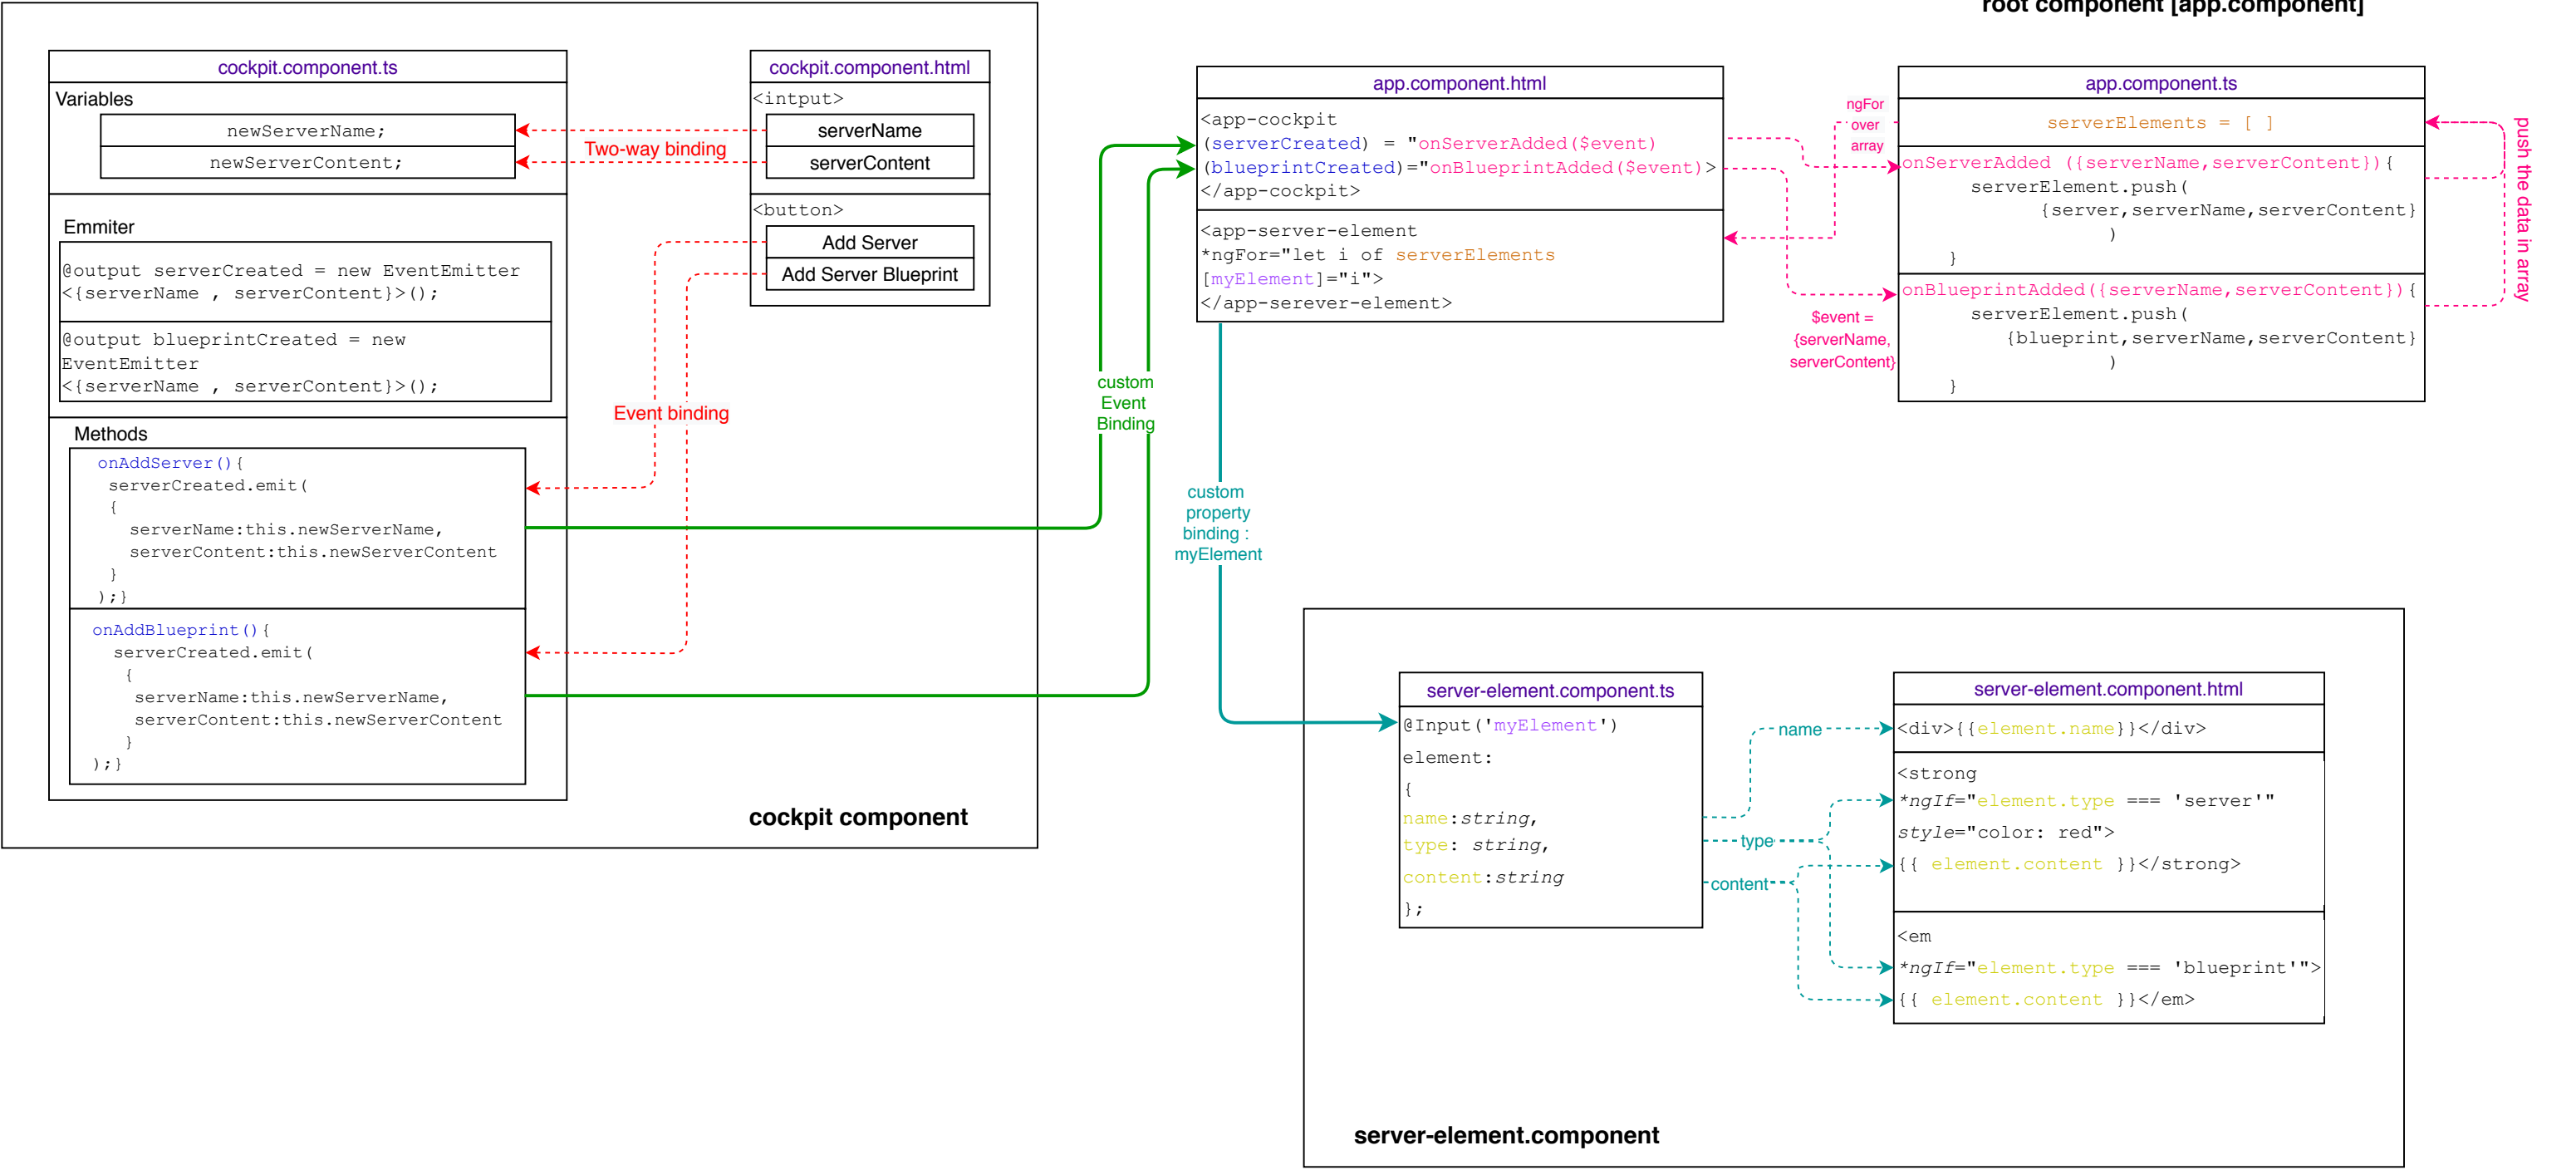 root component [app.component]
cockpit.component.ts
Variables
newServerName;
newServerContent;
Emmiter
@output serverCreated = new EventEmitter
<{serverName , serverContent}>();
@output blueprintCreated = new
EventEmitter
<{serverName , serverContent}>();
Methods
onAddServer(){
serverCreated.emit(
{
serverName:this.newServerName,
serverContent:this.newServerContent
}
);}
onAddBlueprint(){
serverCreated.emit(
{
serverName:this.newServerName,
serverContent:this.newServerContent
}
);}
Two-way binding
Event binding
cockpit.component.html
<intput>
serverName
serverContent
<button>
Add Server
Add Server Blueprint
cockpit component
custom
Event
Binding
app.component.html
<app-cockpit
(serverCreated) = "onServerAdded($event)
(blueprintCreated)="onBlueprintAdded($event)>
</app-cockpit>
<app-server-element
*ngFor="let i of serverElements
[myElement]="i">
</app-serever-element>
custom
property
binding :
myElement
ngFor
over
array
$event =
{serverName,
serverContent}
app.component.ts
serverElements = [ ]
onServerAdded ({serverName,serverContent}){
serverElement.push(
{server,serverName,serverContent}
)
}
onBlueprintAdded({serverName,serverContent}){
serverElement.push(
{blueprint,serverName,serverContent}
)
}
push the data in array
server-element.component.ts
@Input('myElement')
element:
{
name:string,
type: string,
content:string
};
name
type
content
server-element.component.html
<div>{{element.name}}</div>
<strong
*ngIf="element.type === 'server'"
style="color: red">
{{ element.content }}</strong>
<em
*ngIf="element.type === 'blueprint'">
{{ element.content }}</em>
server-element.component